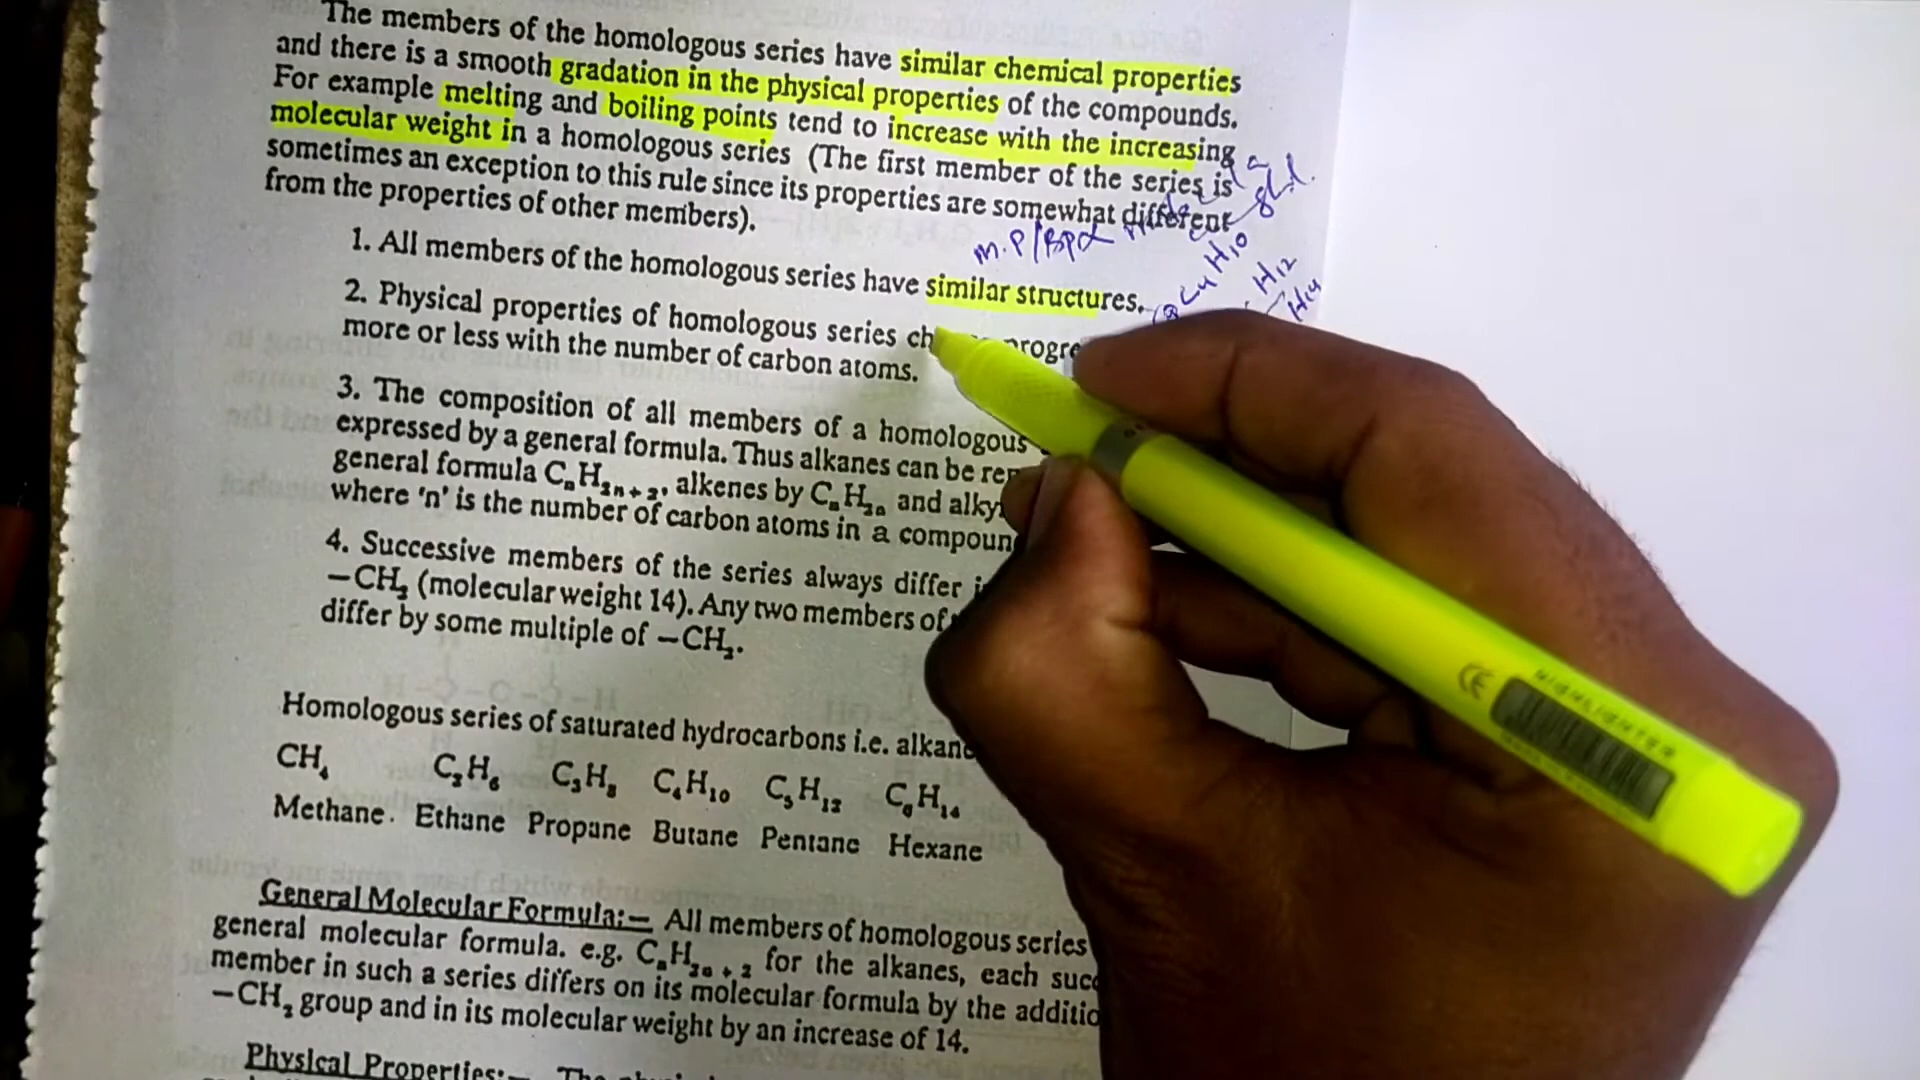 The members of the homologous series have similar chemical properties
and there is a smooth gradation in the physical properties of the compounds.
For example melting and boiling points tend to increase with the increasing
molecular weight in a homologous series (The first member of the series is
sometimes an exception to this rule since its properties are somewhat different
from the properties of other members).
M.P/BP α
C₄H₁₀
H₁₂
H₁₄
1. All members of the homologous series have similar structures.
2. Physical properties of homologous series
more or less with the number of carbon atoms.
3. The composition of all members of a homologous
expressed by a general formula. Thus alkanes can be
general formula CₙH₂ₙ₊₂, alkenes by CₙH₂ₙ and
where 'n' is the number of carbon atoms in a
4. Successive members of the series always differ
—CH₂ (molecular weight 14). Any two members of
differ by some multiple of —CH₂.
Homologous series of saturated hydrocarbons i.e.
CH₄ C₂H₆ C₃H₈ C₄H₁₀ C₅H₁₂ C₆H₁₄
Methane. Ethane Propane Butane Pentane Hexane
General Molecular Formula:— All members of homologous series
general molecular formula. e.g. CₙH₂ₙ₊₂ for the alkanes, each
member in such a series differs on its molecular formula by the
—CH₂ group and in its molecular weight by an increase of 14.
Physical Properties:— The
CE HIGHLIGHTER